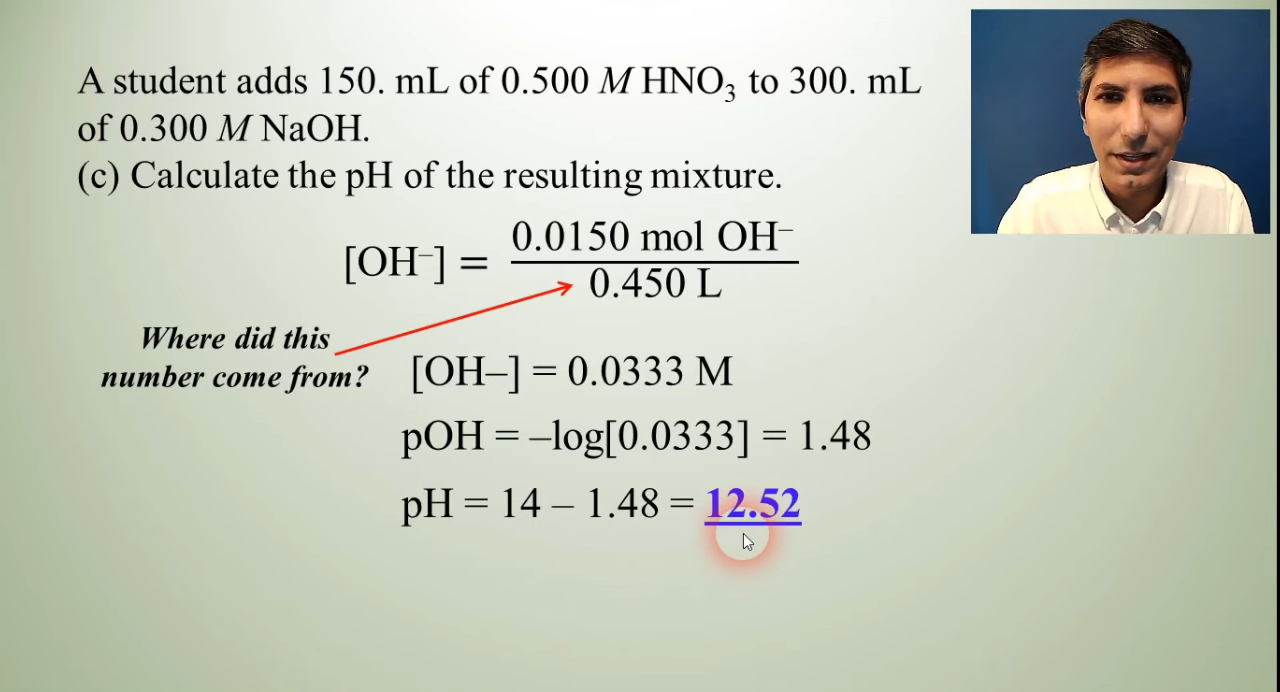 A student adds 150. mL of 0.500 M HNO₃ to 300. mL
of 0.300 M NaOH.
(c) Calculate the pH of the resulting mixture.
[OH⁻] = 0.0150 mol OH⁻
0.450 L
Where did this
number come from?
[OH–] = 0.0333 M
pOH = –log[0.0333] = 1.48
pH = 14 – 1.48 = 12.52